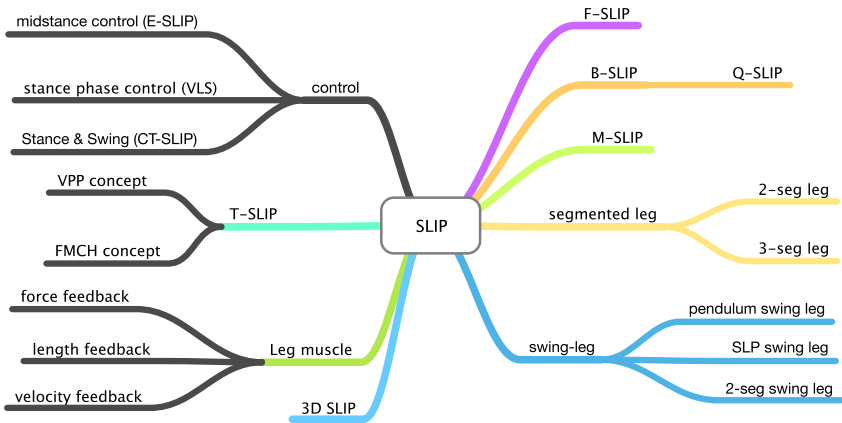 midstance control (E-SLIP)
stance phase control (VLS)
Stance & Swing (CT-SLIP)
control
VPP concept
FMCH concept
T-SLIP
force feedback
length feedback
velocity feedback
Leg muscle
3D SLIP
SLIP
F-SLIP
B-SLIP
Q-SLIP
M-SLIP
segmented leg
2-seg leg
3-seg leg
swing-leg
pendulum swing leg
SLP swing leg
2-seg swing leg